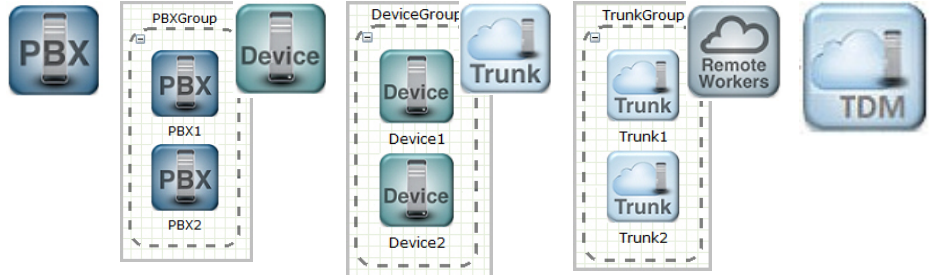 PBX
PBXGroup
PBX
PBX1
PBX
PBX2
Device
DeviceGroup
Device
Device1
Device
Device2
Trunk
TrunkGroup
Trunk
Trunk1
Trunk
Trunk2
Remote
Workers
TDM